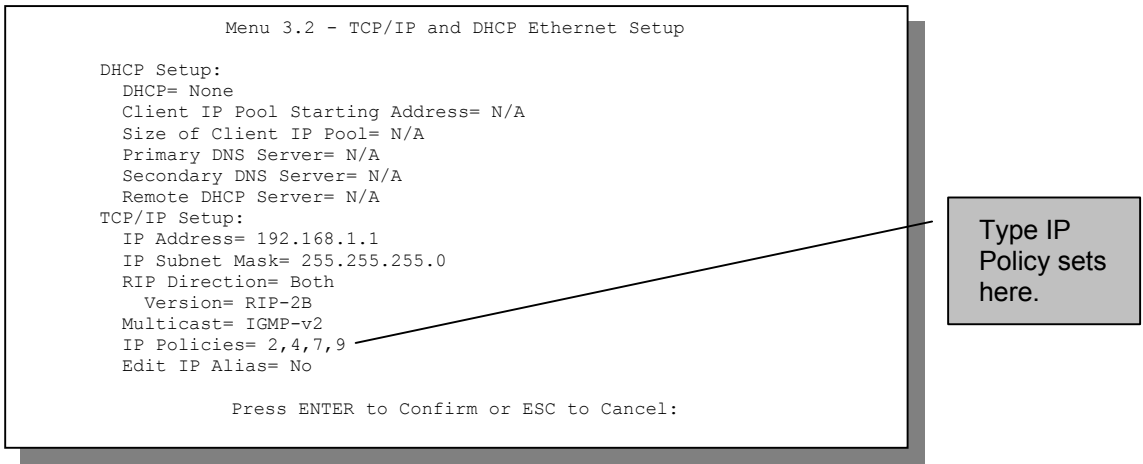 Menu 3.2 - TCP/IP and DHCP Ethernet Setup
DHCP Setup:
DHCP= None
Client IP Pool Starting Address= N/A
Size of Client IP Pool= N/A
Primary DNS Server= N/A
Secondary DNS Server= N/A
Remote DHCP Server= N/A
TCP/IP Setup:
IP Address= 192.168.1.1
IP Subnet Mask= 255.255.255.0
RIP Direction= Both
Version= RIP-2B
Multicast= IGMP-v2
IP Policies= 2,4,7,9
Edit IP Alias= No
Press ENTER to Confirm or ESC to Cancel:
Type IP
Policy sets
here.